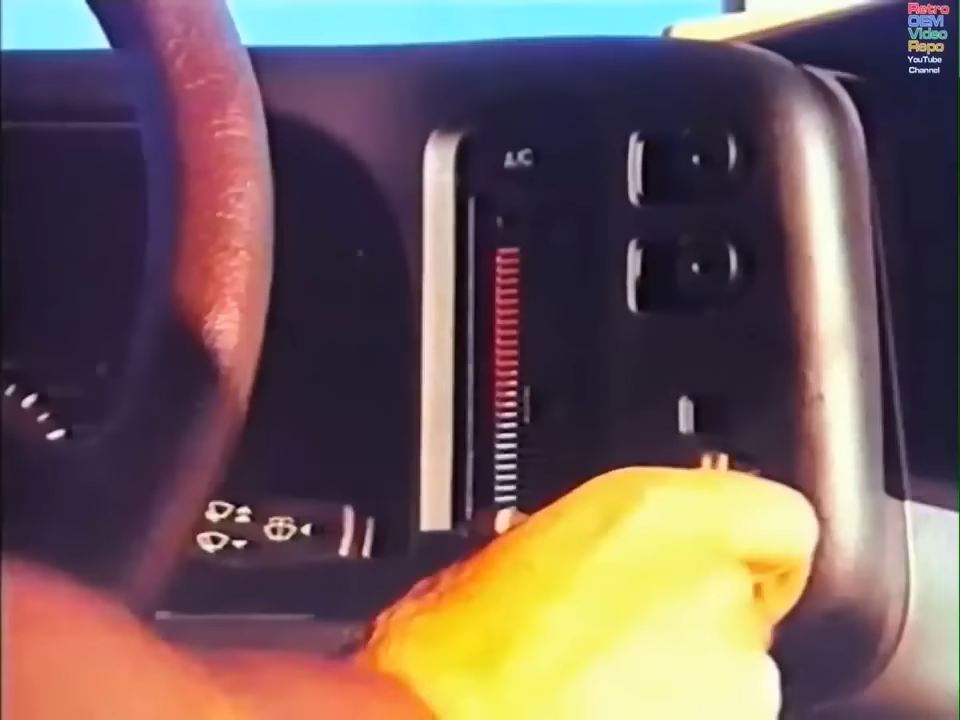 Retro
OEM
Video
Repo
YouTube
Channel
A/C